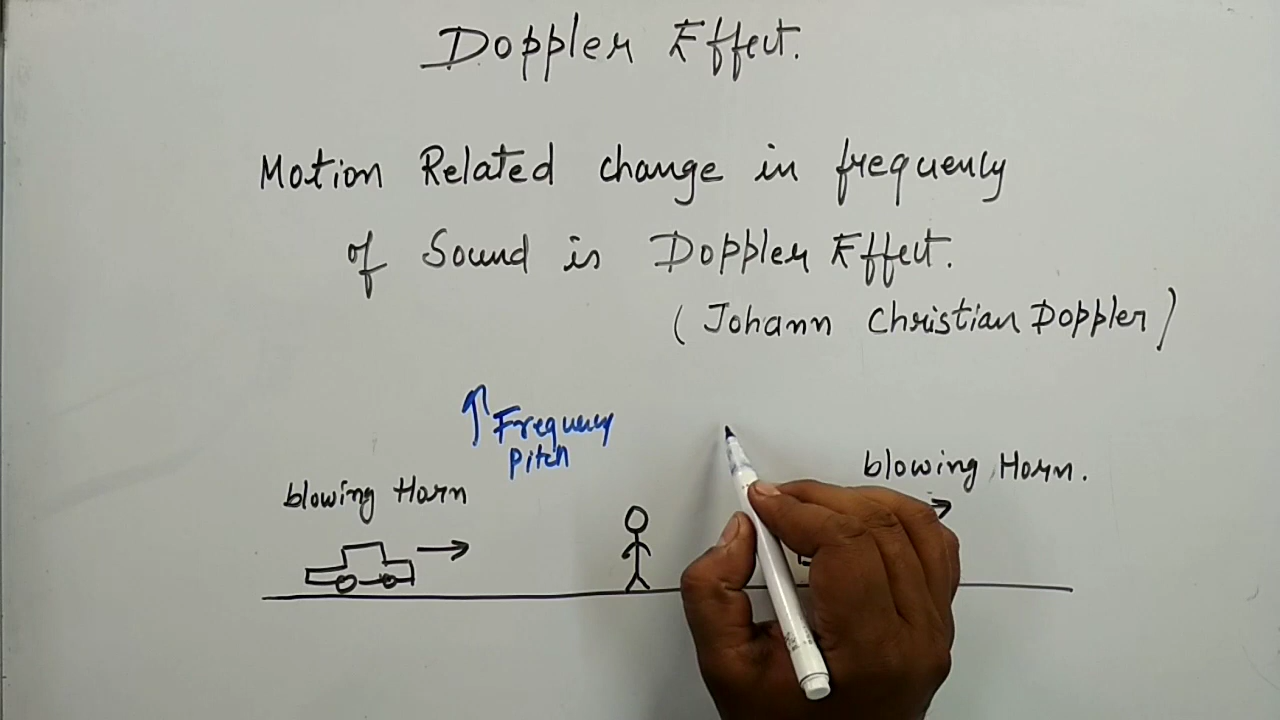 Doppler Effect.
Motion Related change in frequency
of Sound is Doppler Effect.
(Johann Christian Doppler)
↑ Frequency
pitch
blowing Horn
blowing Horn.